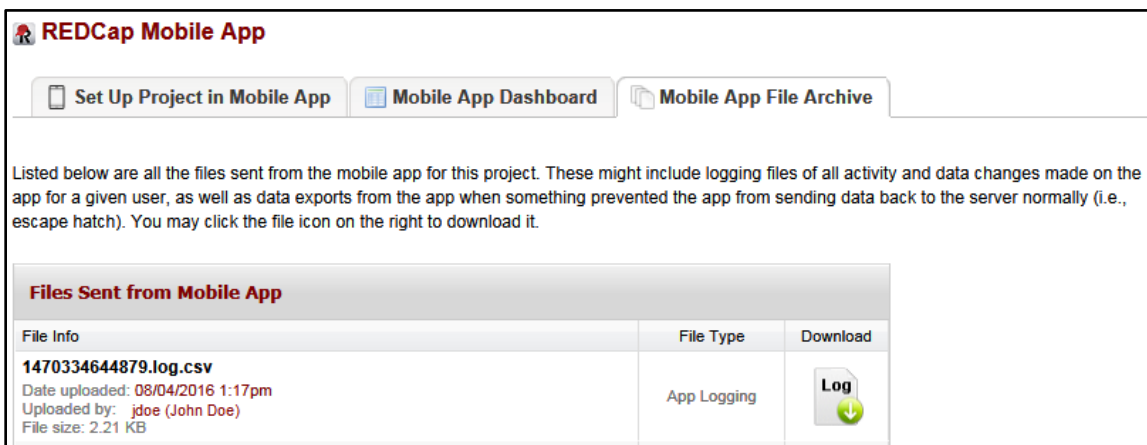 REDCap Mobile App
Set Up Project in Mobile App Mobile App Dashboard Mobile App File Archive
Listed below are all the files sent from the mobile app for this project. These might include logging files of all activity and data changes made on the
app for a given user, as well as data exports from the app when something prevented the app from sending data back to the server normally (i.e.,
escape hatch). You may click the file icon on the right to download it.
Files Sent from Mobile App
File Info File Type Download
1470334644879.log.csv
Date uploaded: 08/04/2016 1:17pm
Uploaded by: jdoe (John Doe)
File size: 2.21 KB
App Logging
Log